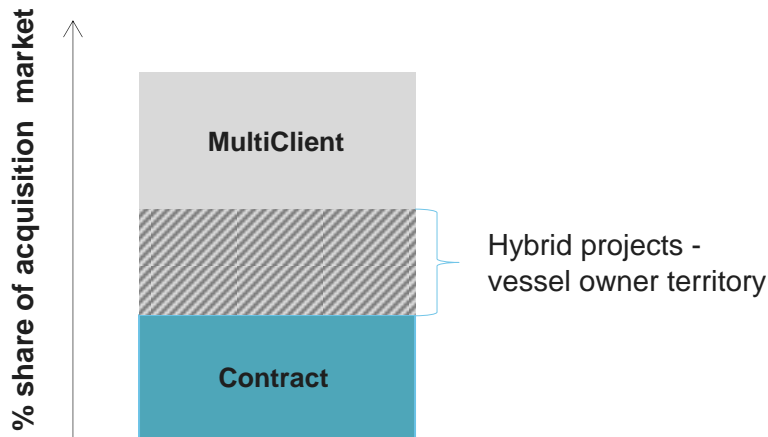 % share of acquisition market
MultiClient
Hybrid projects -
vessel owner territory
Contract